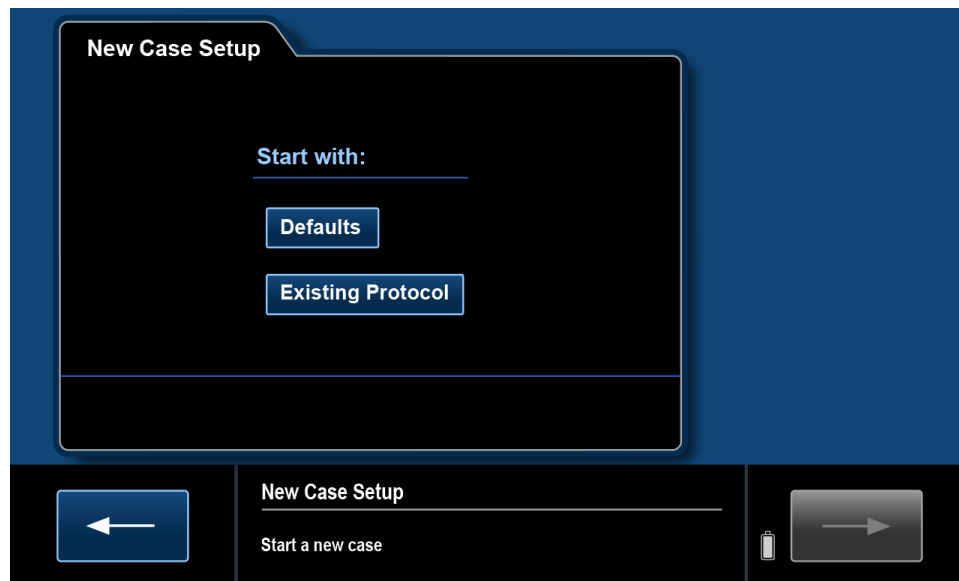 New Case Setup
Start with:
Defaults
Existing Protocol
New Case Setup
Start a new case